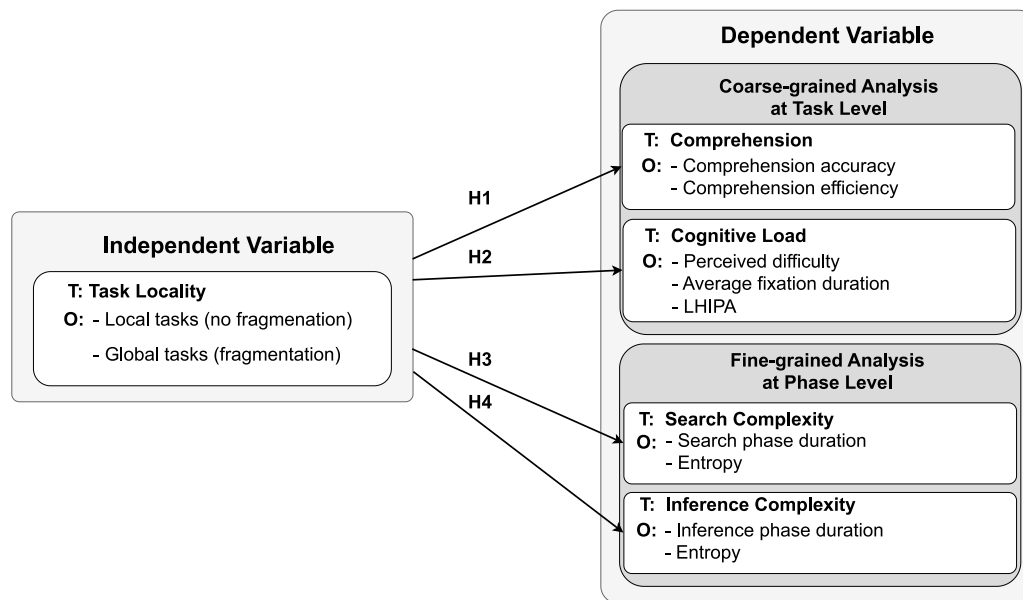 Independent Variable
T: Task Locality
O: - Local tasks (no fragmenation)
- Global tasks (fragmentation)
H1
H2
H3
H4
Dependent Variable
Coarse-grained Analysis
at Task Level
T: Comprehension
O: - Comprehension accuracy
- Comprehension efficiency
T: Cognitive Load
O: - Perceived difficulty
- Average fixation duration
- LHIPA
Fine-grained Analysis
at Phase Level
T: Search Complexity
O: - Search phase duration
- Entropy
T: Inference Complexity
O: - Inference phase duration
- Entropy